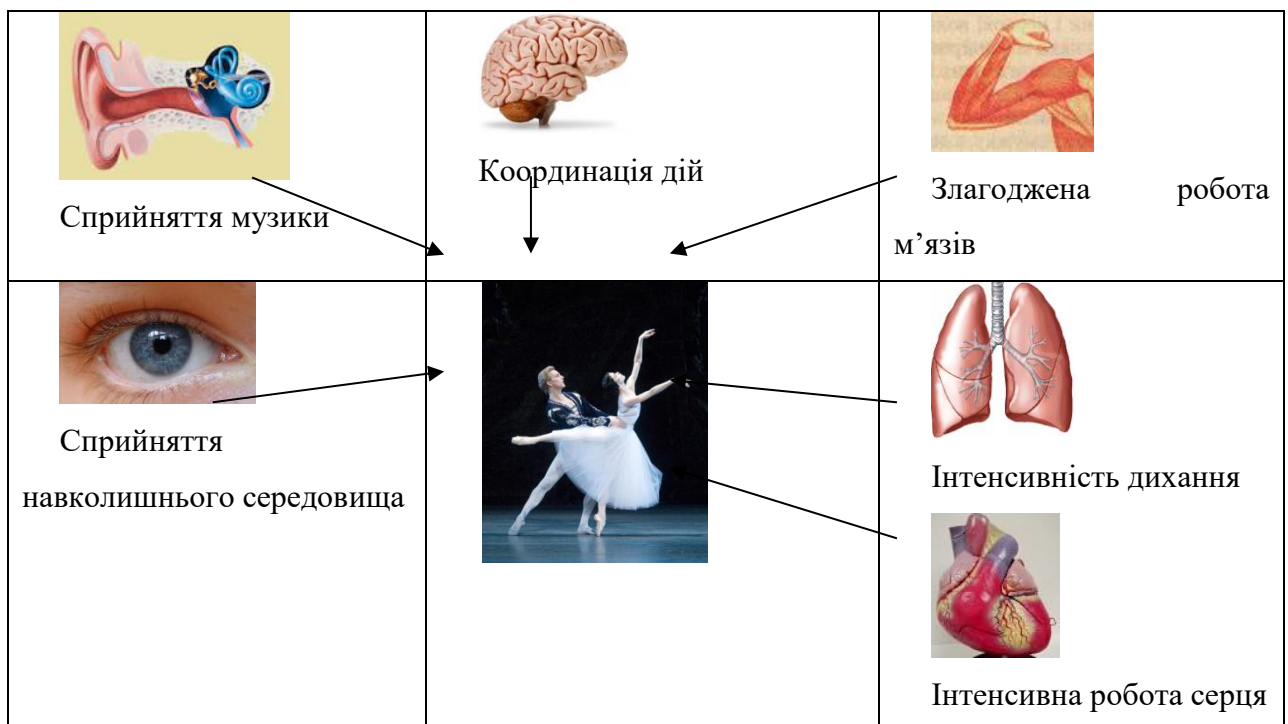 Сприйняття музики
Координація дій
Злагоджена робота
м’язів
Сприйняття
навколишнього середовища
Інтенсивність дихання
Інтенсивна робота серця